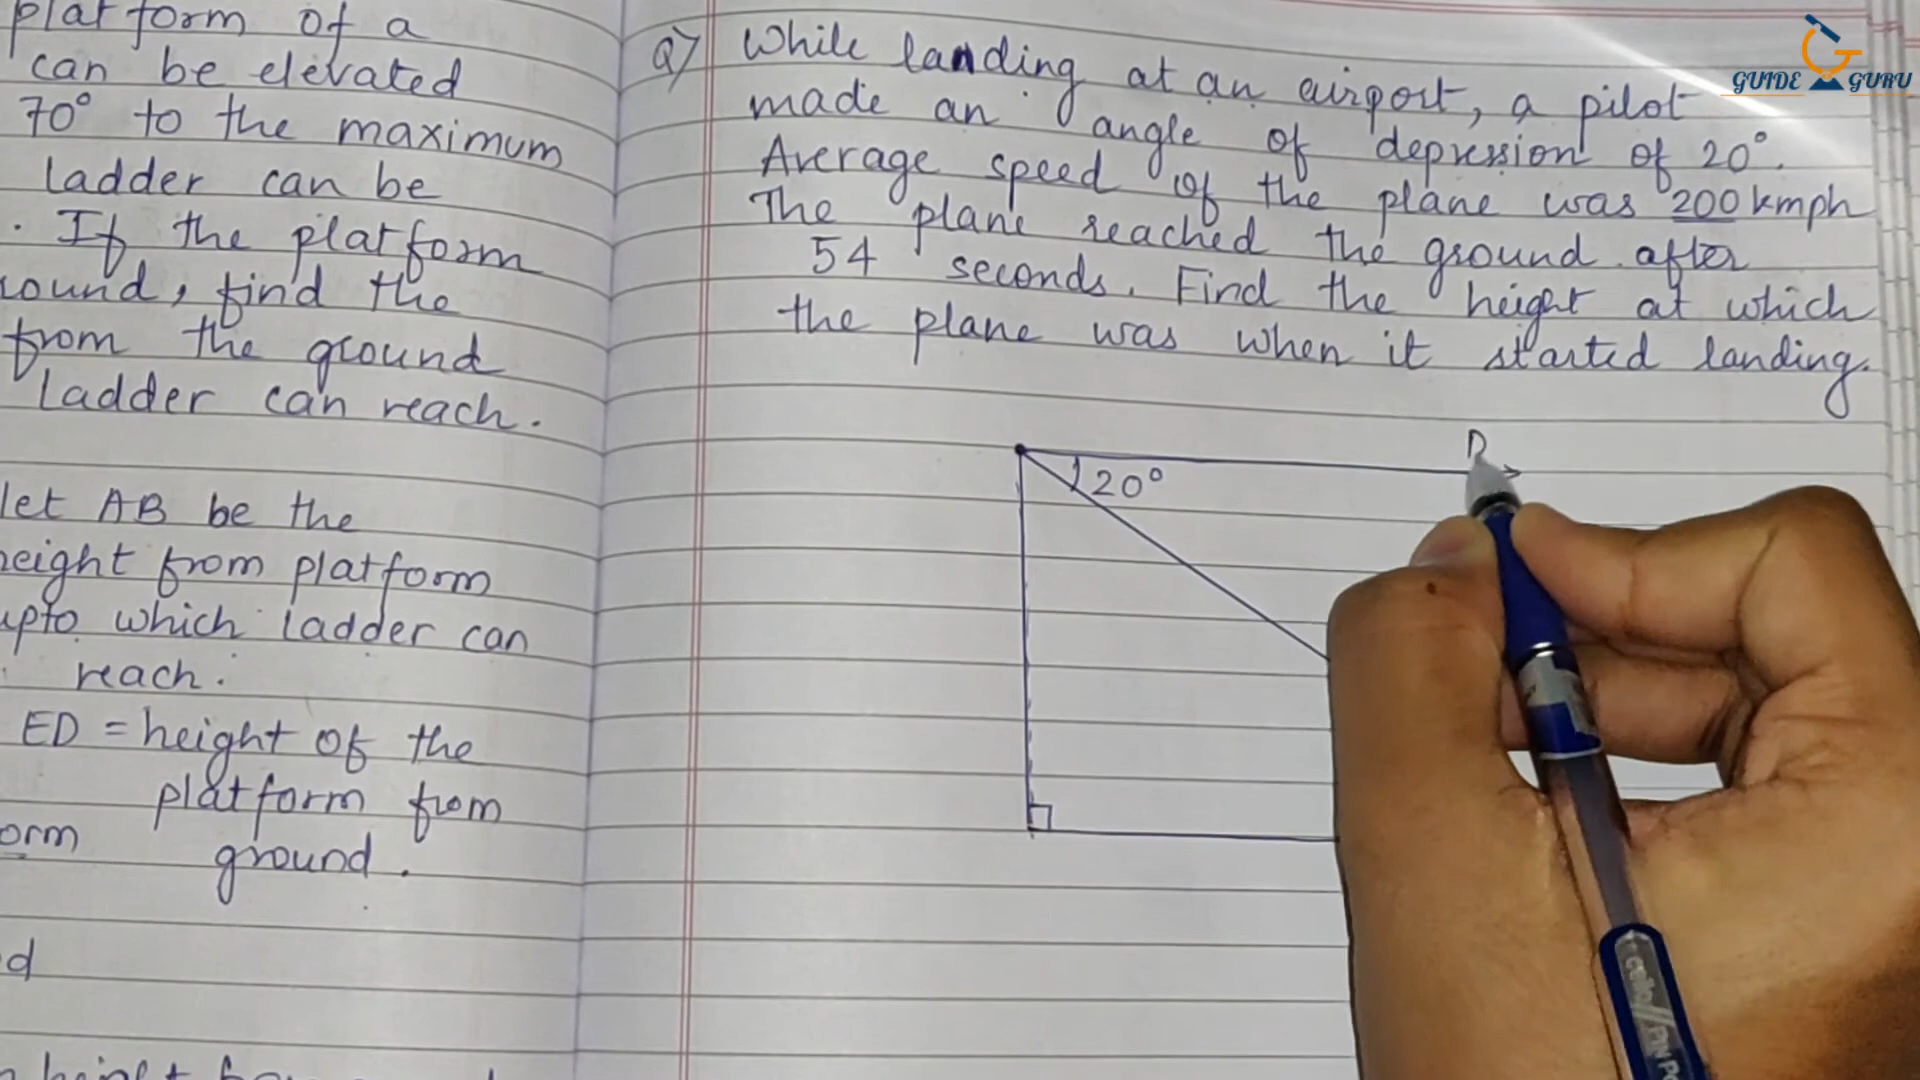 platform of a
can be elevated
70° to the maximum
ladder can be
. If the platform
round, find the
from the ground
ladder can reach.
let AB be the
height from platform
upto which ladder can
reach.
ED = height of the
platform from
ground.
Q) While landing at an airport, a pilot
made an angle of depression of 20°.
Average speed of the plane was 200 kmph
The plane reached the ground after
54 seconds. Find the height at which
the plane was when it started landing.
20°
GUIDE GURU
cello